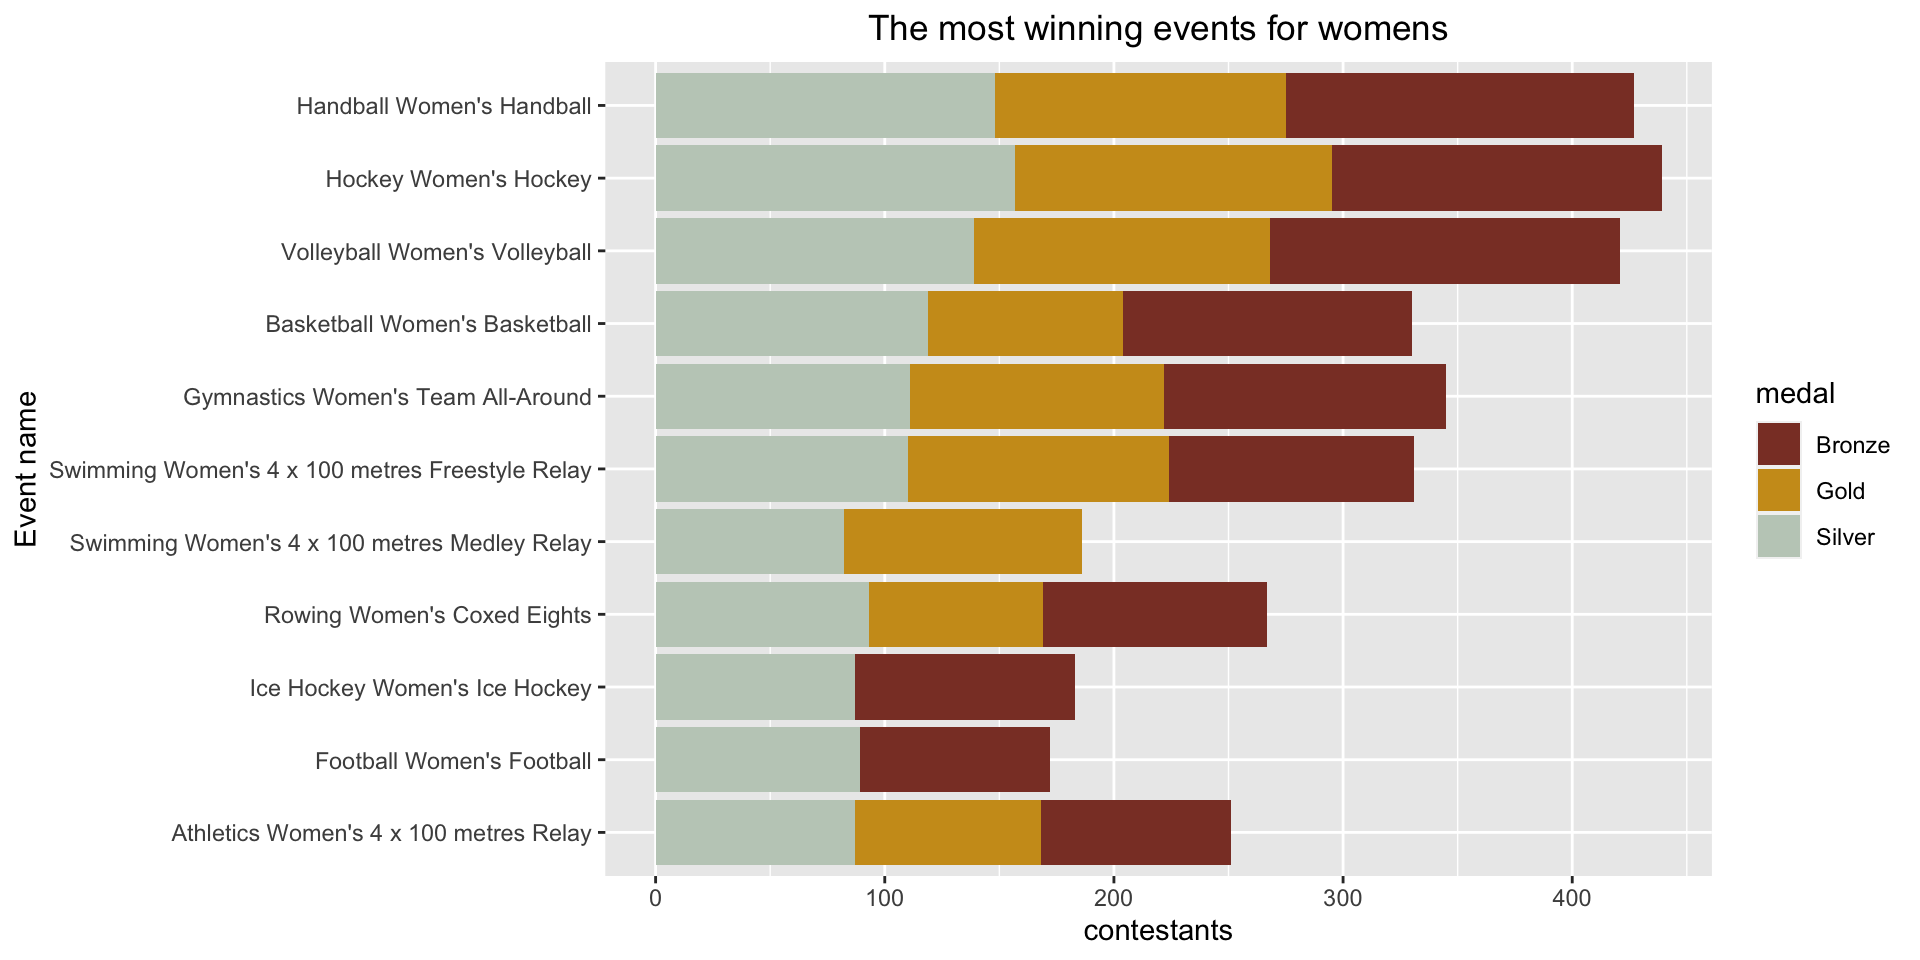 The most winning events for womens
Handball Women's Handball
Hockey Women's Hockey
Volleyball Women's Volleyball
Basketball Women's Basketball
Gymnastics Women's Team All-Around
Swimming Women's 4 x 100 metres Freestyle Relay
Swimming Women's 4 x 100 metres Medley Relay
Rowing Women's Coxed Eights
Ice Hockey Women's Ice Hockey
Football Women's Football
Athletics Women's 4 x 100 metres Relay
Event name
0 100 200 300 400
contestants
medal
Bronze
Gold
Silver